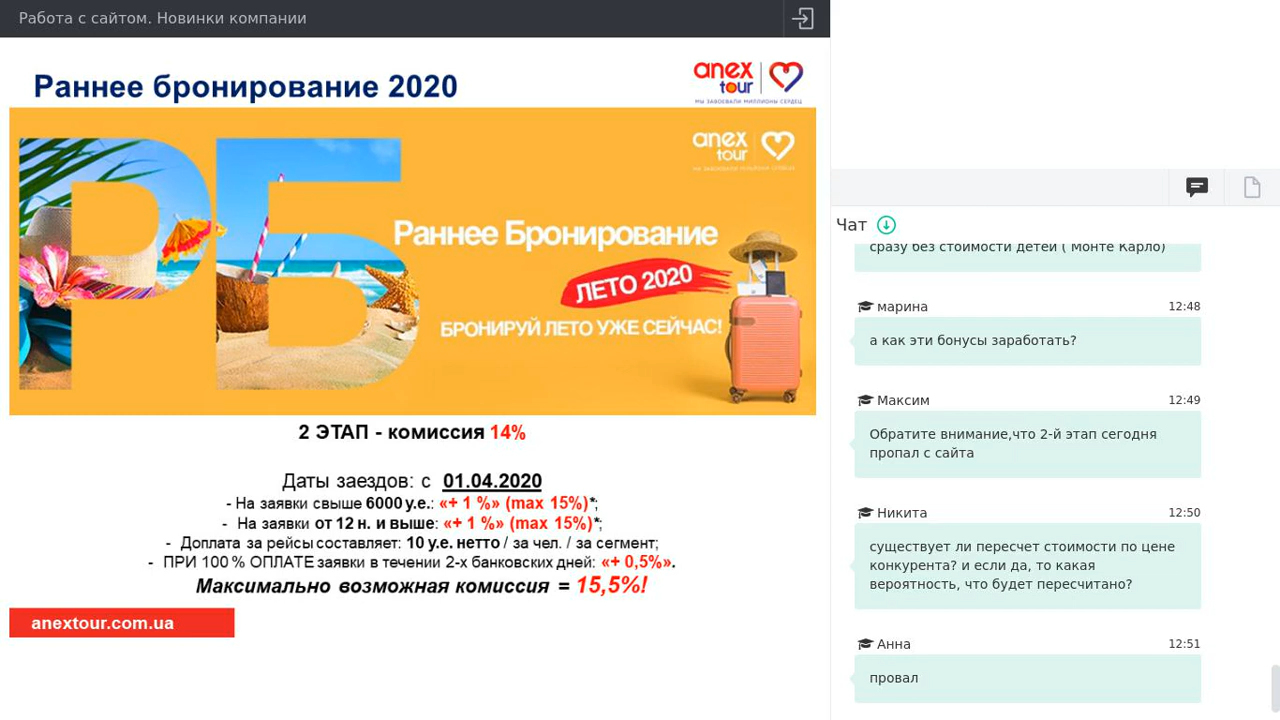 Работа с сайтом. Новинки компании
Раннее бронирование 2020
anex
tour
МЫ ЗАВОЕВАЛИ МИЛЛИОНЫ СЕРДЕЦ
anex
tour
МЫ ЗАВОЕВАЛИ МИЛЛИОНЫ СЕРДЕЦ
РБ
Раннее Бронирование
ЛЕТО 2020
БРОНИРУЙ ЛЕТО УЖЕ СЕЙЧАС!
2 ЭТАП - комиссия 14%
Даты заездов: с 01.04.2020
- На заявки свыше 6000 у.е.: «+ 1 %» (max 15%)*;
- На заявки от 12 н. и выше: «+ 1 %» (max 15%)*;
- Доплата за рейсы составляет: 10 у.е. нетто / за чел. / за сегмент;
- ПРИ 100 % ОПЛАТЕ заявки в течении 2-х банковских дней: «+ 0,5%».
Максимально возможная комиссия = 15,5%!
anextour.com.ua
Чат
сразу без стоимости детей ( Монте Карло)
марина 12:48
а как эти бонусы заработать?
Максим 12:49
Обратите внимание,что 2-й этап сегодня
пропал с сайта
Никита 12:50
существует ли пересчет стоимости по цене
конкурента? и если да, то какая
вероятность, что будет пересчитано?
Анна 12:51
провал